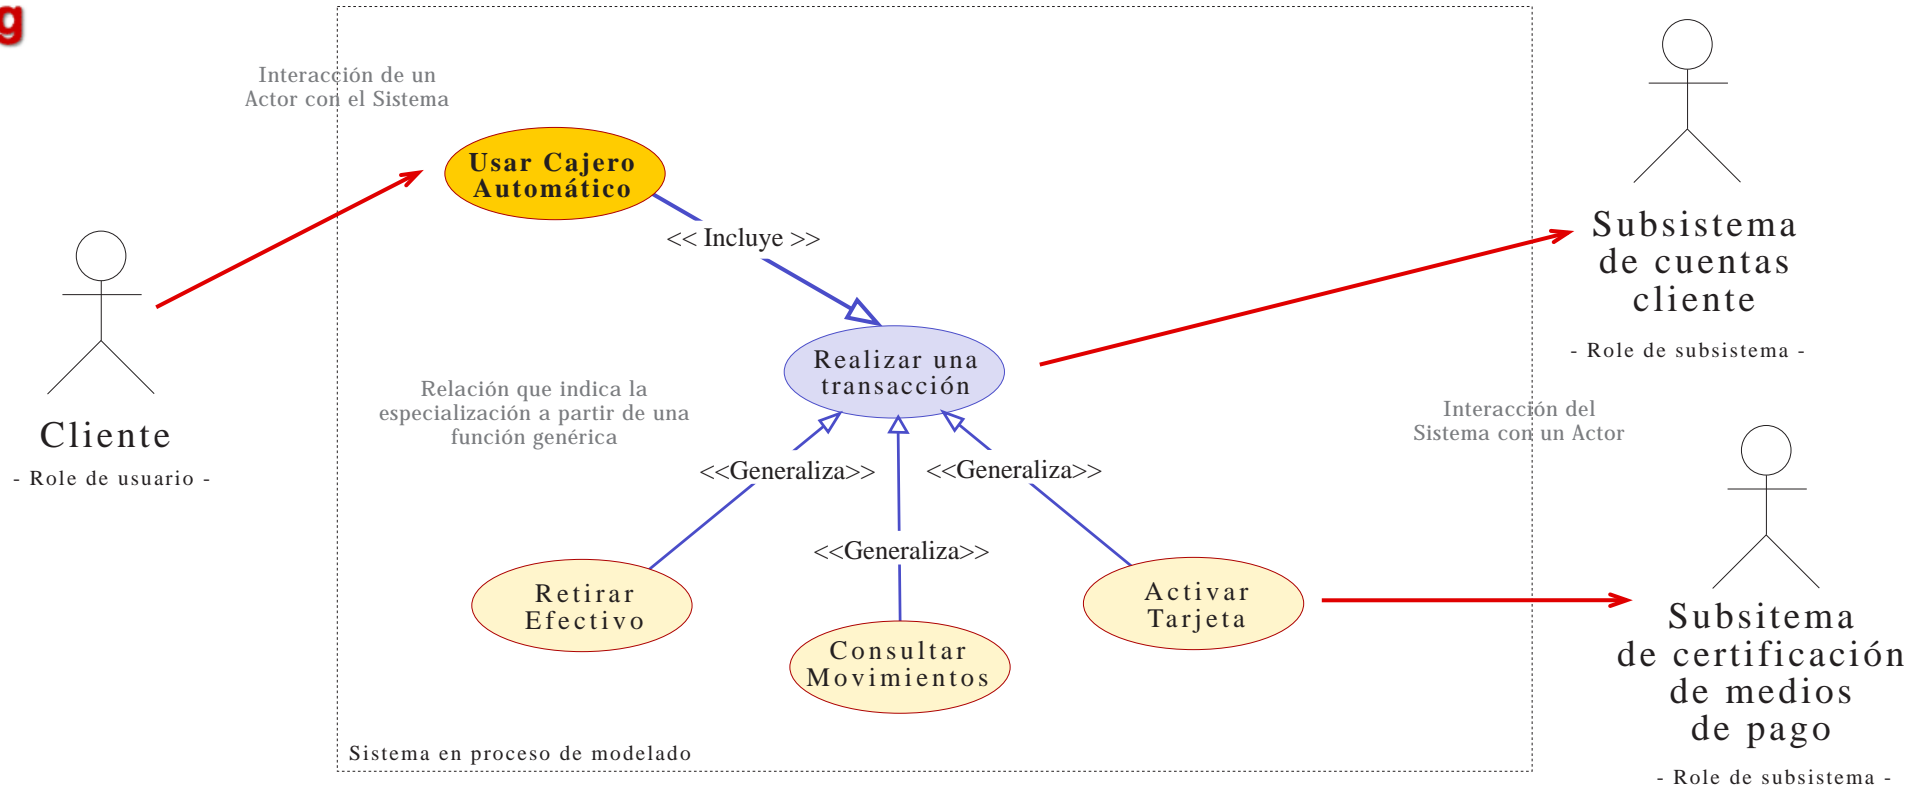 g
Interacción de un
Actor con el Sistema
Usar Cajero
Automático
<< Incluye >>
Subsistema
de cuentas
cliente
- Role de subsistema -
Realizar una
transacción
Relación que indica la
especialización a partir de una
función genérica
Cliente
- Role de usuario -
Interacción del
Sistema con un Actor
<<Generaliza>>
<<Generaliza>>
<<Generaliza>>
Retirar
Efectivo
Consultar
Movimientos
Activar
Tarjeta
Subsitema
de certificación
de medios
de pago
- Role de subsistema -
Sistema en proceso de modelado